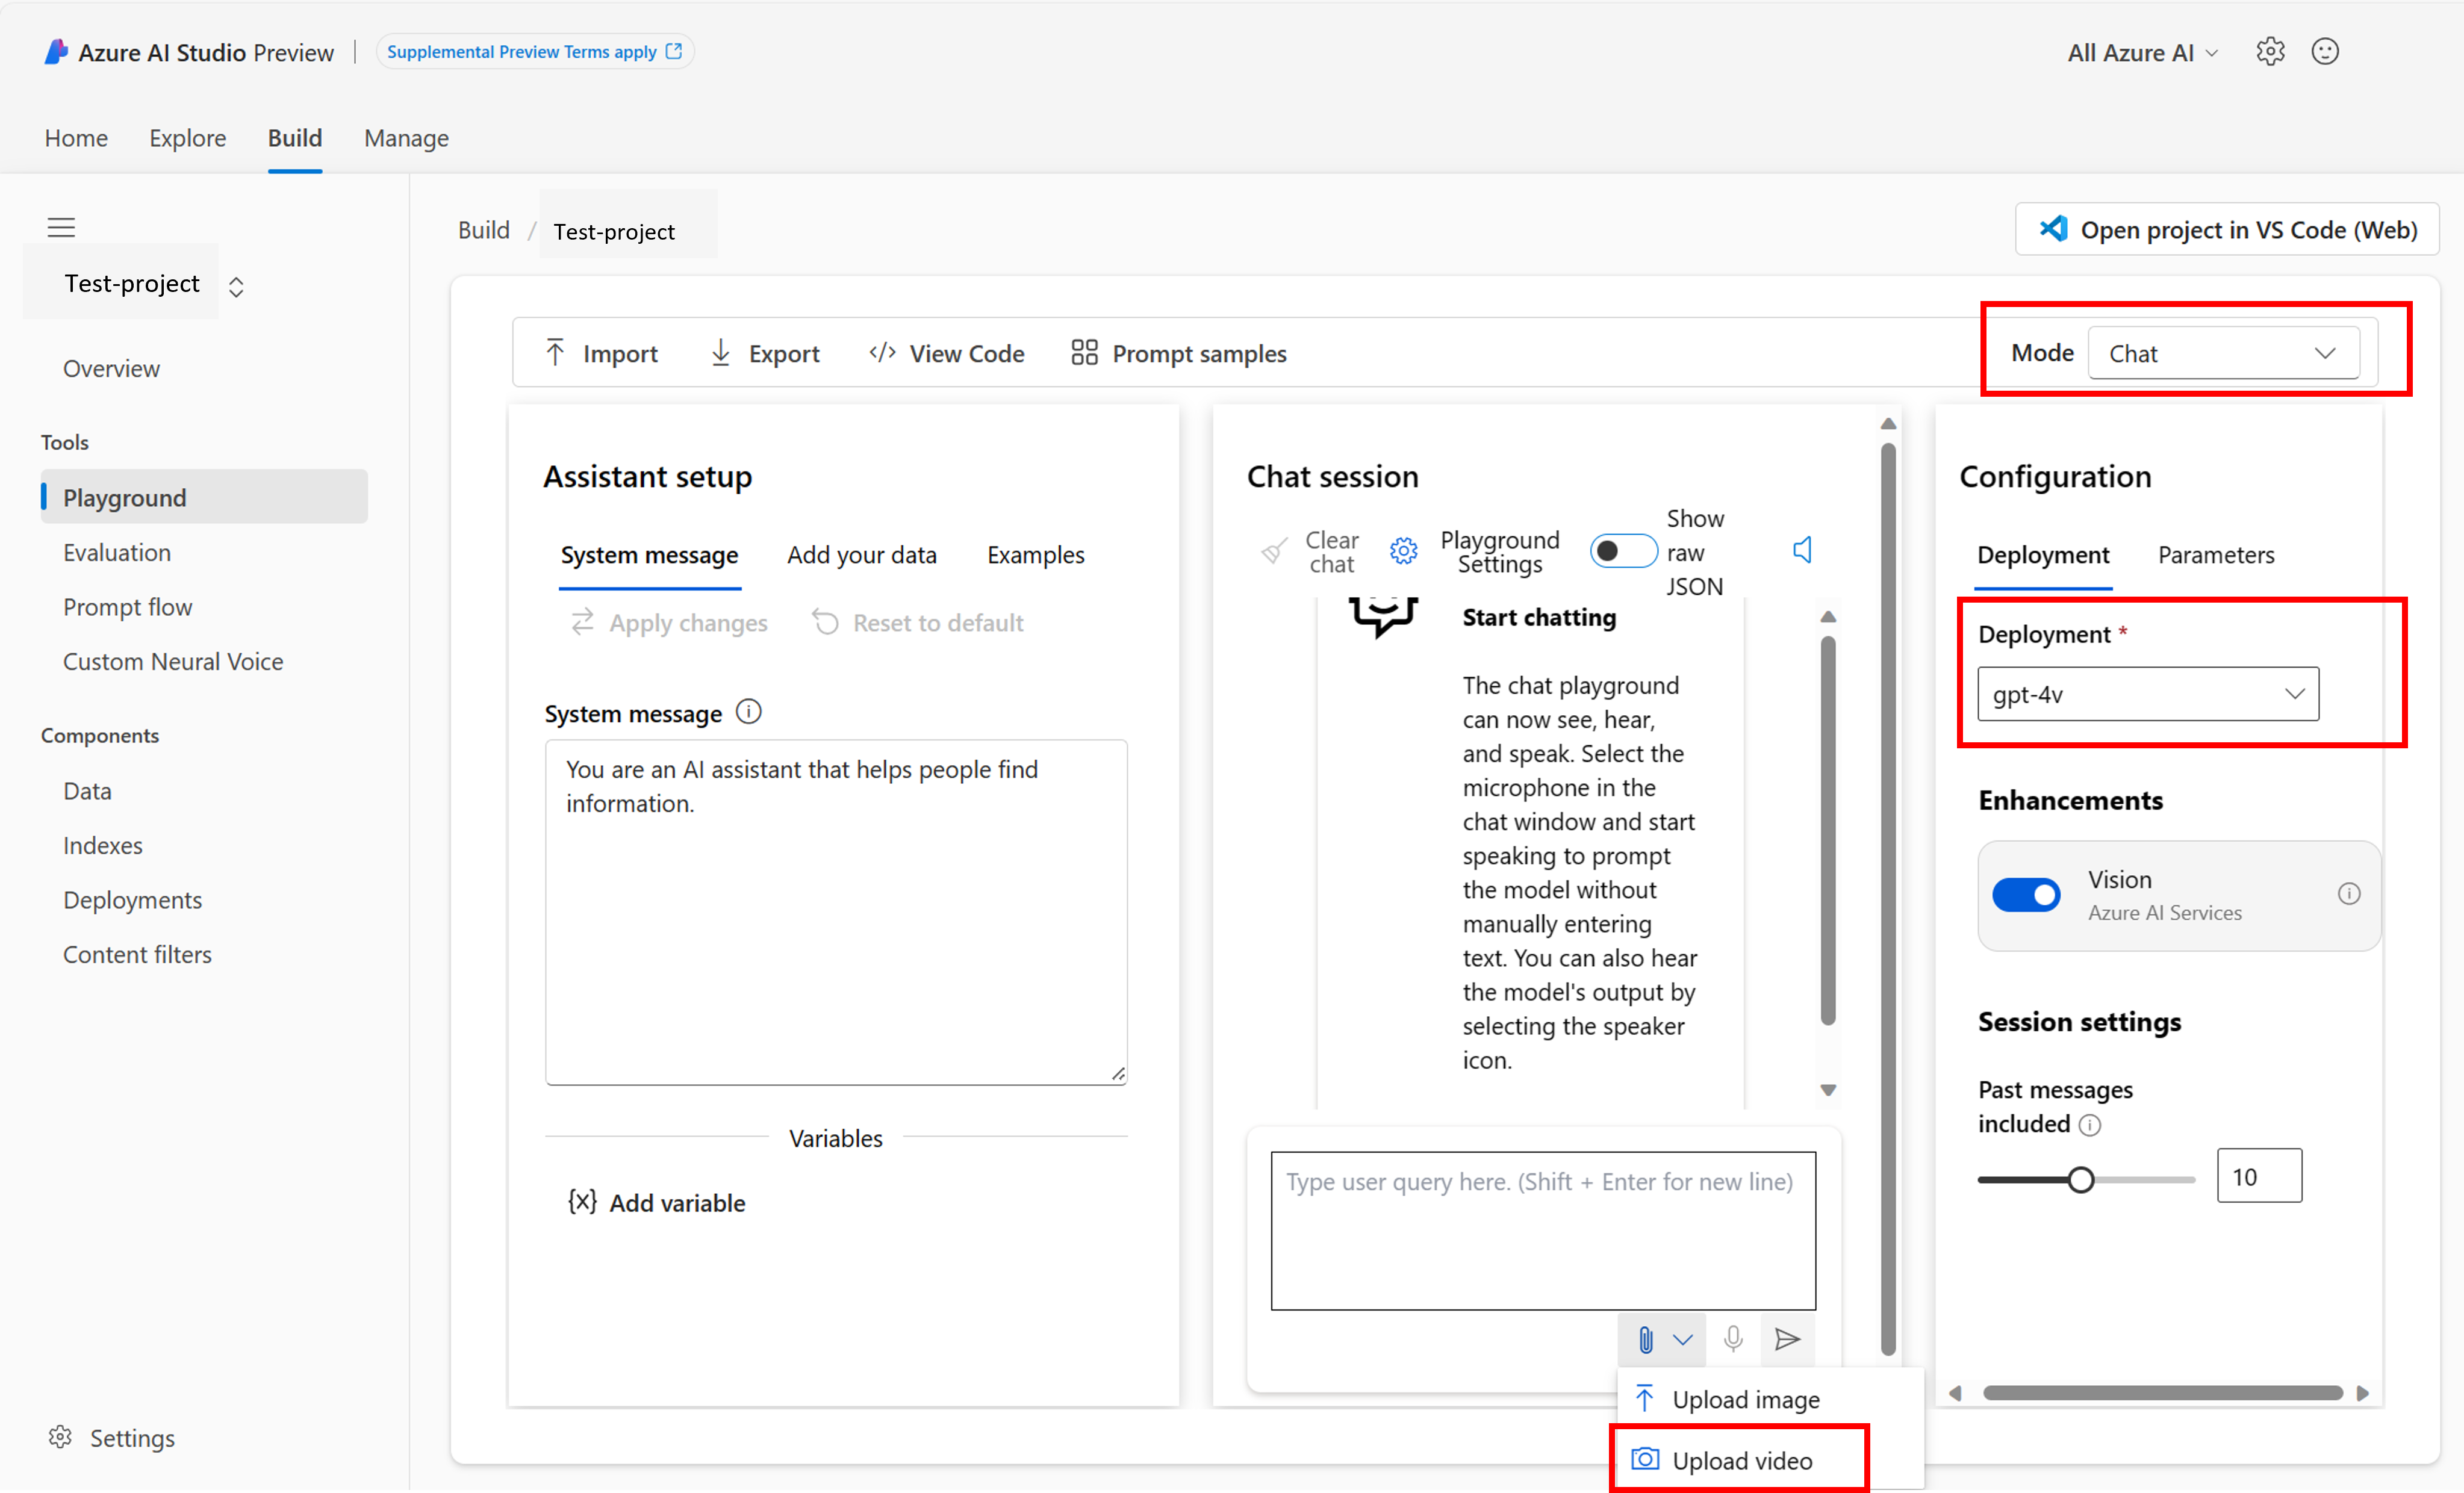 Azure AI Studio Preview
Supplemental Preview Terms apply
All Azure AI
Home
Explore
Build
Manage
Test-project
Overview
Tools
Playground
Evaluation
Prompt flow
Custom Neural Voice
Components
Data
Indexes
Deployments
Content filters
Settings
Build / Test-project
Open project in VS Code (Web)
Import
Export
</> View Code
Prompt samples
Mode
Chat
Assistant setup
System message
Add your data
Examples
Apply changes
Reset to default
System message
You are an AI assistant that helps people find
information.
Variables
{x} Add variable
Chat session
Clear
chat
Playground
Settings
Show
raw
JSON
Start chatting
The chat playground
can now see, hear,
and speak. Select the
microphone in the
chat window and start
speaking to prompt
the model without
manually entering
text. You can also hear
the model's output by
selecting the speaker
icon.
Type user query here. (Shift + Enter for new line)
Upload image
Upload video
Configuration
Deployment
Parameters
Deployment *
gpt-4v
Enhancements
Vision
Azure AI Services
Session settings
Past messages
included
10